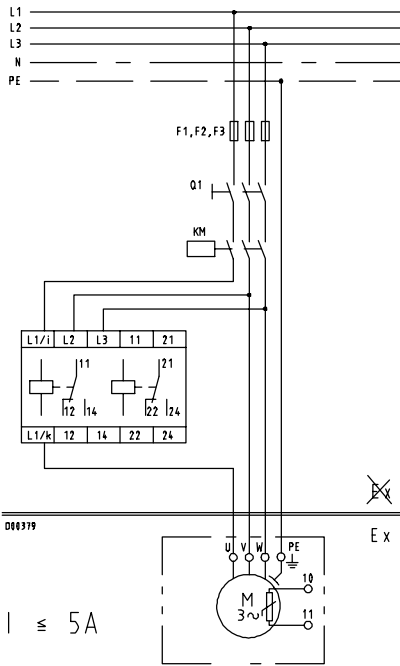 L1
L2
L3
N
PE
F1,F2,F3
Q1
KM
L1/i L2 L3 11 21
11 21
12 14 22 24
L1/k 12 14 22 24
Ex
D00379
Ex
U V W PE
10
M
3~
11
I ≤ 5A